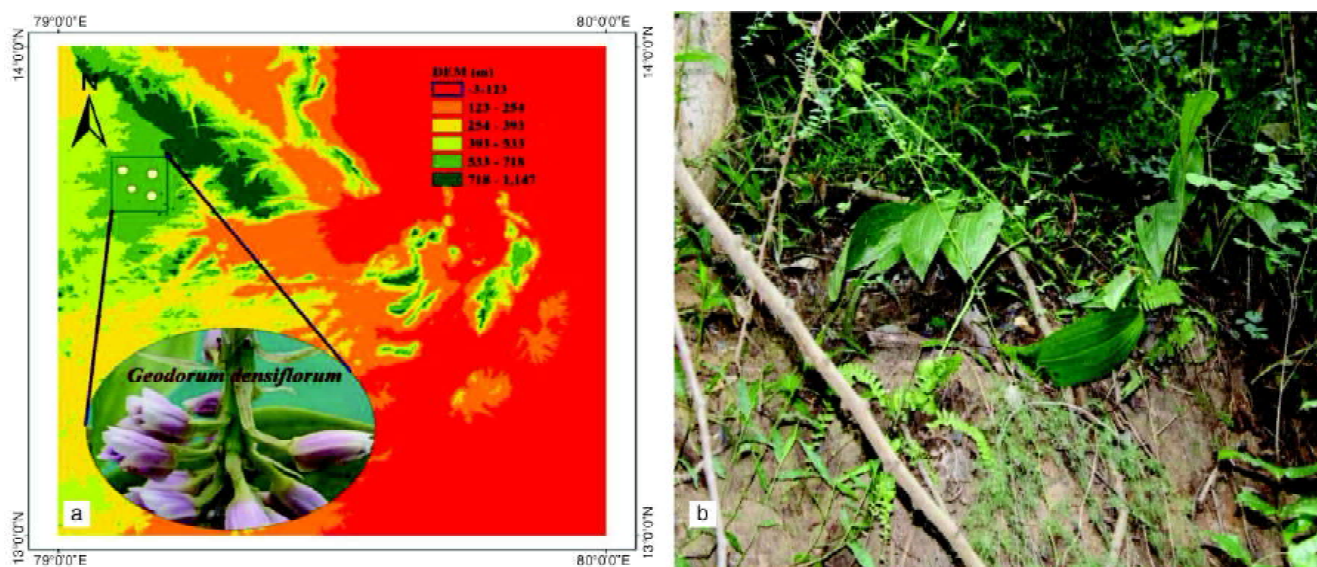 79°0'0"E
80°0'0"E
14°0'0"N
14°0'0"N
N
DEM (m)
-3-123
123 - 254
254 - 393
393 - 533
533 - 718
718 - 1,147
Geodorum densiflorum
a
b
13°0'0"N
13°0'0"N
79°0'0"E
80°0'0"E